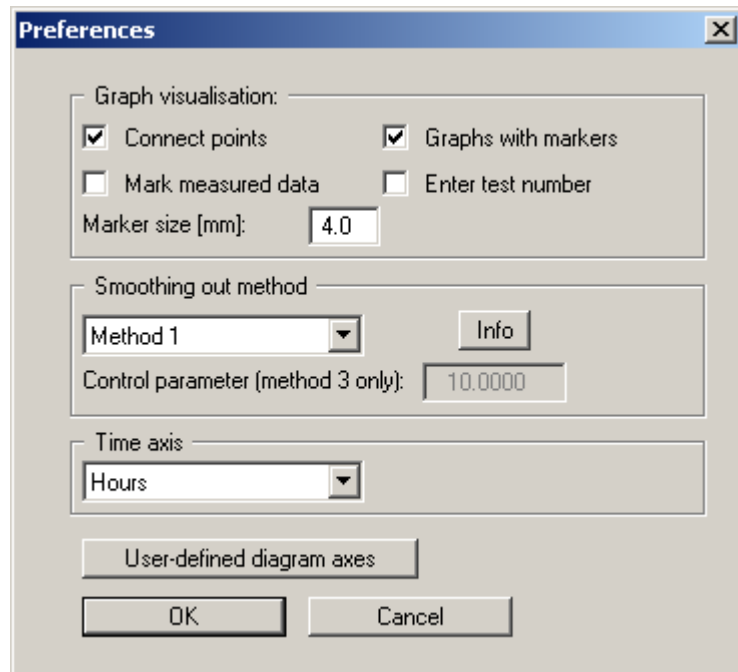 Preferences
Graph visualisation:
Connect points Graphs with markers
Mark measured data Enter test number
Marker size [mm]: 4.0
Smoothing out method
Method 1 Info
Control parameter (method 3 only): 10.0000
Time axis
Hours
User-defined diagram axes
OK Cancel